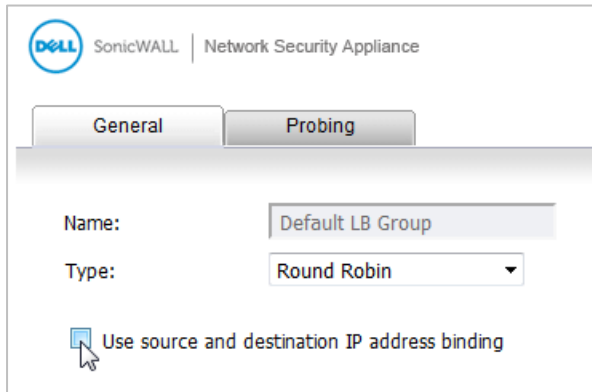 DELL SonicWALL | Network Security Appliance
General Probing
Name: Default LB Group
Type: Round Robin
Use source and destination IP address binding